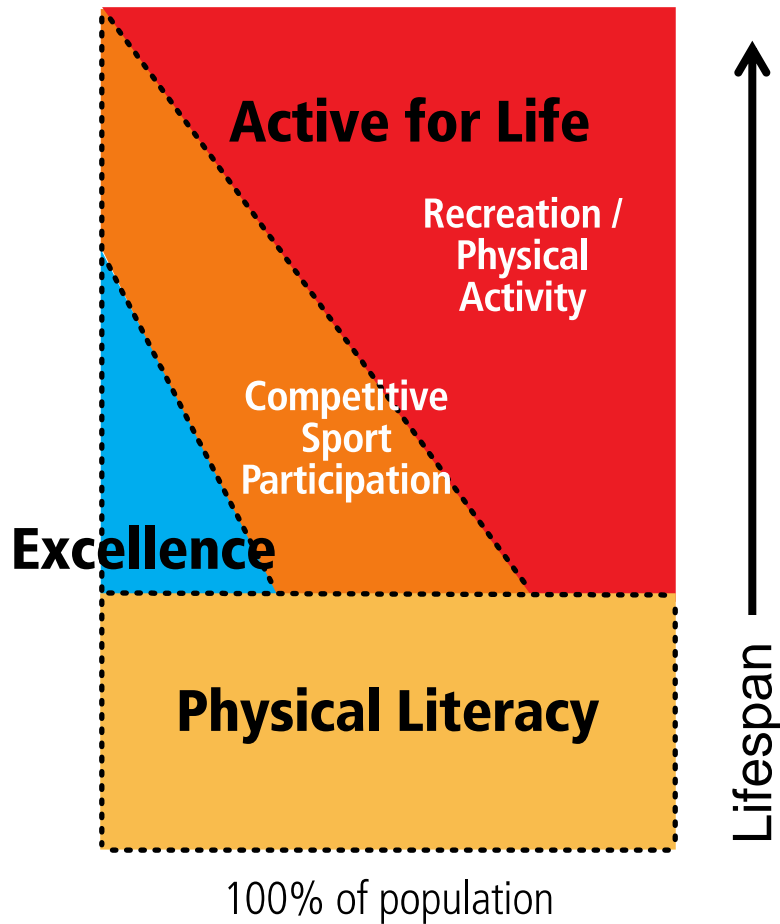 Active for Life
Recreation /
Physical
Activity
Competitive
Sport
Participation
Excellence
Physical Literacy
Lifespan
100% of population